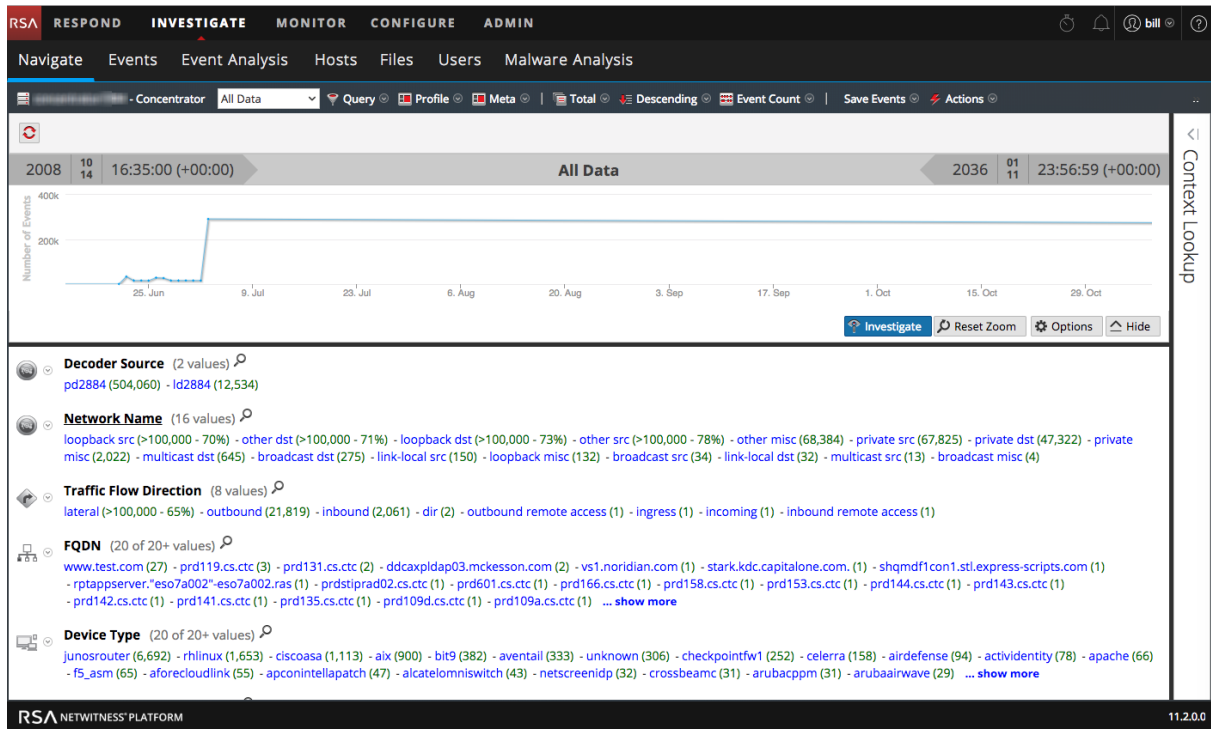 RSA RESPOND INVESTIGATE MONITOR CONFIGURE ADMIN bill ?
Navigate Events Event Analysis Hosts Files Users Malware Analysis
- Concentrator All Data Query Profile Meta | Total Descending Event Count | Save Events Actions ..
2008 10 14 16:35:00 (+00:00) All Data 2036 01 11 23:56:59 (+00:00)
Context Lookup
Number of Events
400k
200k
25. Jun 9. Jul 23. Jul 6. Aug 20. Aug 3. Sep 17. Sep 1. Oct 15. Oct 29. Oct
Investigate Reset Zoom Options Hide
Decoder Source (2 values)
pd2884 (504,060) - ld2884 (12,534)
Network Name (16 values)
loopback src (>100,000 - 70%) - other dst (>100,000 - 71%) - loopback dst (>100,000 - 73%) - other src (>100,000 - 78%) - other misc (68,384) - private src (67,825) - private dst (47,322) - private
misc (2,022) - multicast dst (645) - broadcast dst (275) - link-local src (150) - loopback misc (132) - broadcast src (34) - link-local dst (32) - multicast src (13) - broadcast misc (4)
Traffic Flow Direction (8 values)
lateral (>100,000 - 65%) - outbound (21,819) - inbound (2,061) - dir (2) - outbound remote access (1) - ingress (1) - incoming (1) - inbound remote access (1)
FQDN (20 of 20+ values)
www.test.com (27) - prd119.cs.ctc (3) - prd131.cs.ctc (2) - ddcaxpldap03.mckesson.com (2) - vs1.noridian.com (1) - stark.kdc.capitalone.com. (1) - shqmdf1con1.stl.express-scripts.com (1)
- rptappserver."eso7a002"-eso7a002.ras (1) - prdstiprad02.cs.ctc (1) - prd601.cs.ctc (1) - prd166.cs.ctc (1) - prd158.cs.ctc (1) - prd153.cs.ctc (1) - prd144.cs.ctc (1) - prd143.cs.ctc (1)
- prd142.cs.ctc (1) - prd141.cs.ctc (1) - prd135.cs.ctc (1) - prd109d.cs.ctc (1) - prd109a.cs.ctc (1) ... show more
Device Type (20 of 20+ values)
junosrouter (6,692) - rhlinux (1,653) - ciscoasa (1,113) - aix (900) - bit9 (382) - aventail (333) - unknown (306) - checkpointfw1 (252) - celerra (158) - airdefense (94) - actividentity (78) - apache (66)
- f5_asm (65) - aforecloudlink (55) - apconintellapatch (47) - alcatelomniswitch (43) - netscreenidp (32) - crossbeamc (31) - arubacppm (31) - arubaairwave (29) ... show more
RSA NETWITNESS® PLATFORM 11.2.0.0